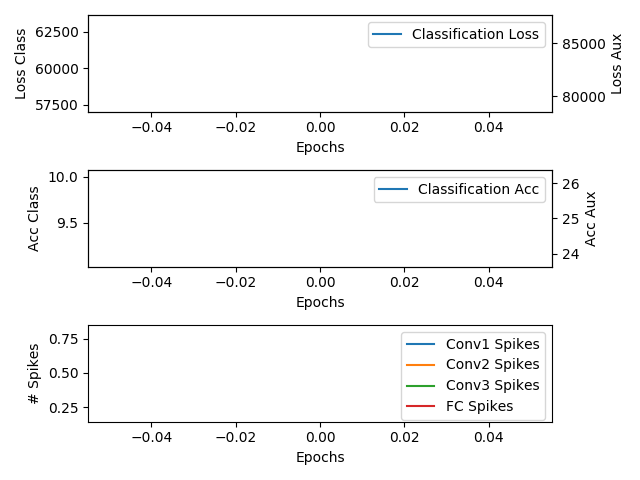 62500
60000
57500
Loss Class
Classification Loss
85000
80000
Loss Aux
−0.04 −0.02 0.00 0.02 0.04
Epochs
10.0
9.5
Acc Class
Classification Acc
26
25
24
Acc Aux
−0.04 −0.02 0.00 0.02 0.04
Epochs
0.75
0.50
0.25
# Spikes
Conv1 Spikes
Conv2 Spikes
Conv3 Spikes
FC Spikes
−0.04 −0.02 0.00 0.02 0.04
Epochs